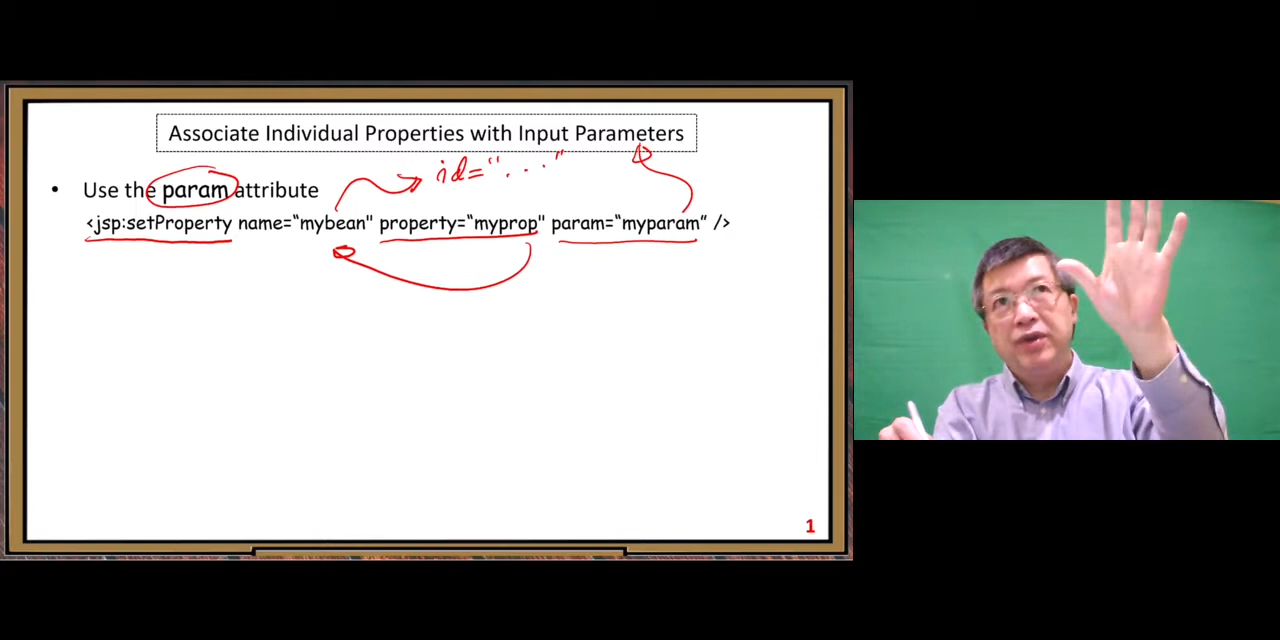 Associate Individual Properties with Input Parameters
id="..."
• Use the param attribute
<jsp:setProperty name=“mybean" property=“myprop" param=“myparam” />
1